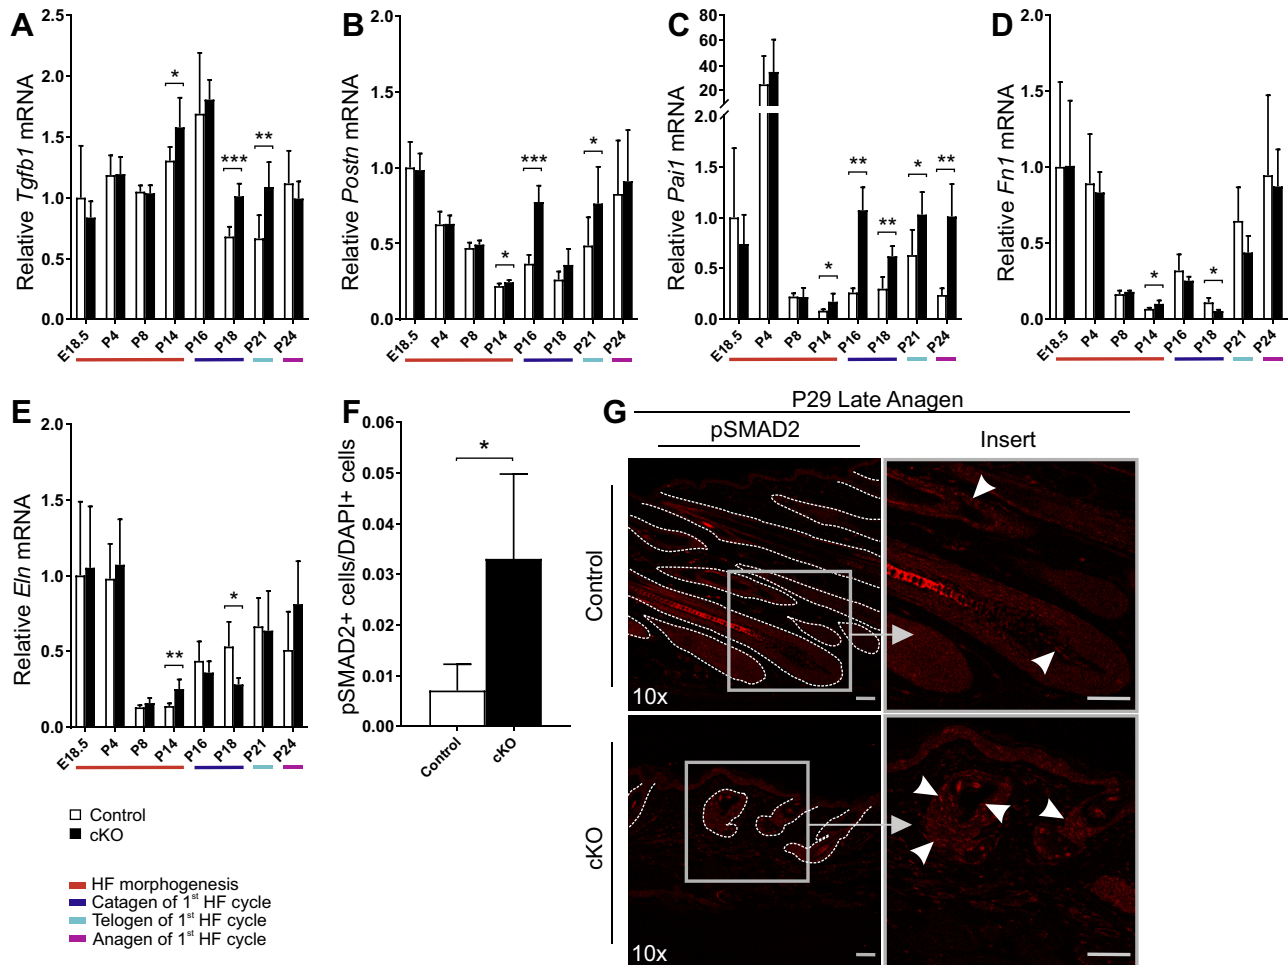 A
Relative Tgfb1 mRNA
2.5
2.0
1.5
1.0
0.5
0.0
*
***
**
E18.5
P4
P8
P14
P16
P18
P21
P24
B
Relative Postn mRNA
2.0
1.5
1.0
0.5
0.0
*
***
*
E18.5
P4
P8
P14
P16
P18
P21
P24
C
Relative Pai1 mRNA
80
60
40
20
2.0
1.5
1.0
0.5
0.0
*
**
**
*
**
E18.5
P4
P8
P14
P16
P18
P21
P24
D
Relative Fn1 mRNA
2.0
1.5
1.0
0.5
0.0
*
*
E18.5
P4
P8
P14
P16
P18
P21
P24
E
Relative Eln mRNA
2.0
1.5
1.0
0.5
0.0
**
*
E18.5
P4
P8
P14
P16
P18
P21
P24
Control
cKO
HF morphogenesis
Catagen of 1st HF cycle
Telogen of 1st HF cycle
Anagen of 1st HF cycle
F
pSMAD2+ cells/DAPI+ cells
0.06
0.05
0.04
0.03
0.02
0.01
0.00
*
Control
cKO
G
P29 Late Anagen
pSMAD2
Insert
Control
10x
cKO
10x